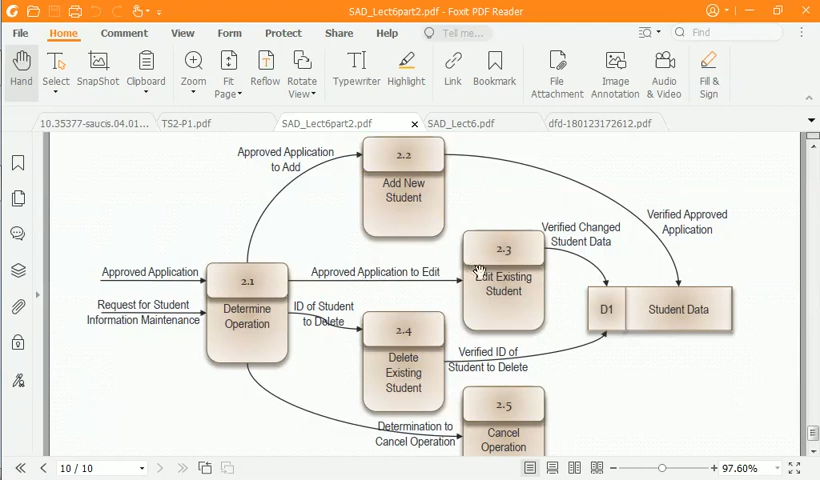 SAD_Lect6part2.pdf - Foxit PDF Reader
File Home Comment View Form Protect Share Help Tell me... Find
Hand Select SnapShot Clipboard Zoom Fit Page Reflow Rotate View Typewriter Highlight Link Bookmark File Attachment Image Annotation Audio & Video Fill & Sign
10.35377-saucis.04.01... TS2-P1.pdf SAD_Lect6part2.pdf SAD_Lect6.pdf dfd-180123172612.pdf
Approved Application
to Add
2.2
Add New
Student
Verified Approved
Application
Verified Changed
Student Data
2.3
Edit Existing
Student
Approved Application
2.1
Determine
Operation
Approved Application to Edit
Request for Student
Information Maintenance
ID of Student
to Delete
D1 Student Data
2.4
Delete
Existing
Student
Verified ID of
Student to Delete
2.5
Cancel
Operation
Determination to
Cancel Operation
10 / 10 97.60%